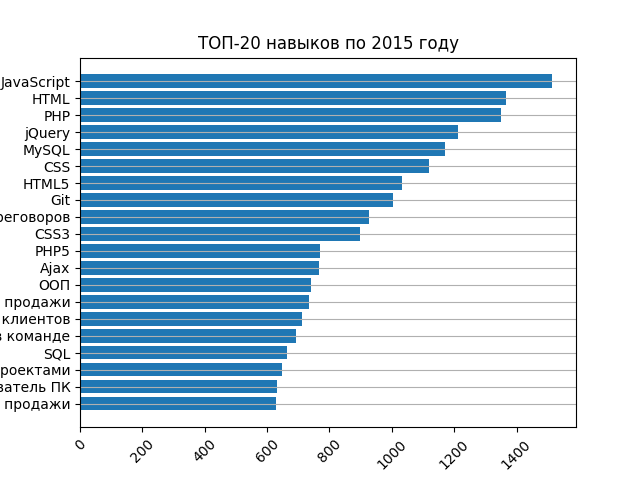 ТОП-20 навыков по 2015 году
JavaScript
HTML
PHP
jQuery
MySQL
CSS
HTML5
Git
реговоров
CSS3
PHP5
Ajax
ООП
продажи
клиентов
в команде
SQL
роектами
ватель ПК
продажи
0
200
400
600
800
1000
1200
1400